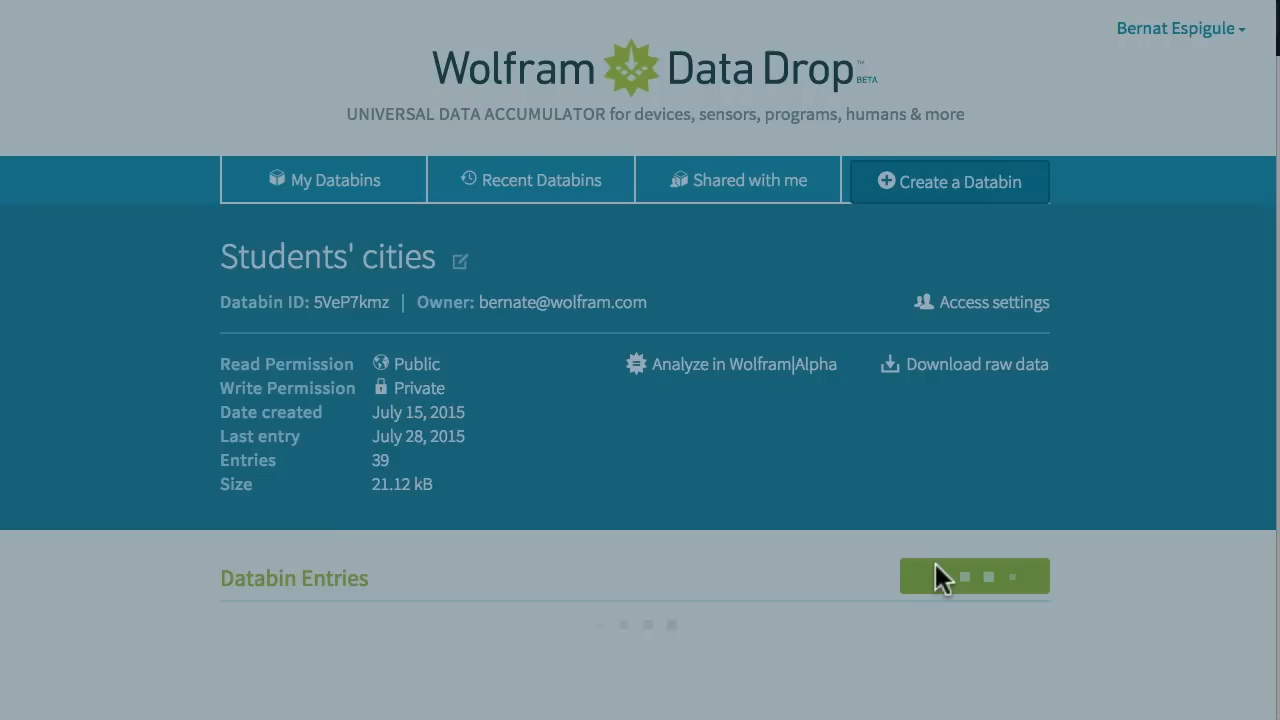 Bernat Espigule
Wolfram Data Drop™ BETA
UNIVERSAL DATA ACCUMULATOR for devices, sensors, programs, humans & more
My Databins
Recent Databins
Shared with me
Create a Databin
Students' cities
Databin ID: 5VeP7kmz | Owner: bernate@wolfram.com
Access settings
Read Permission Public
Analyze in Wolfram|Alpha
Download raw data
Write Permission Private
Date created July 15, 2015
Last entry July 28, 2015
Entries 39
Size 21.12 kB
Databin Entries